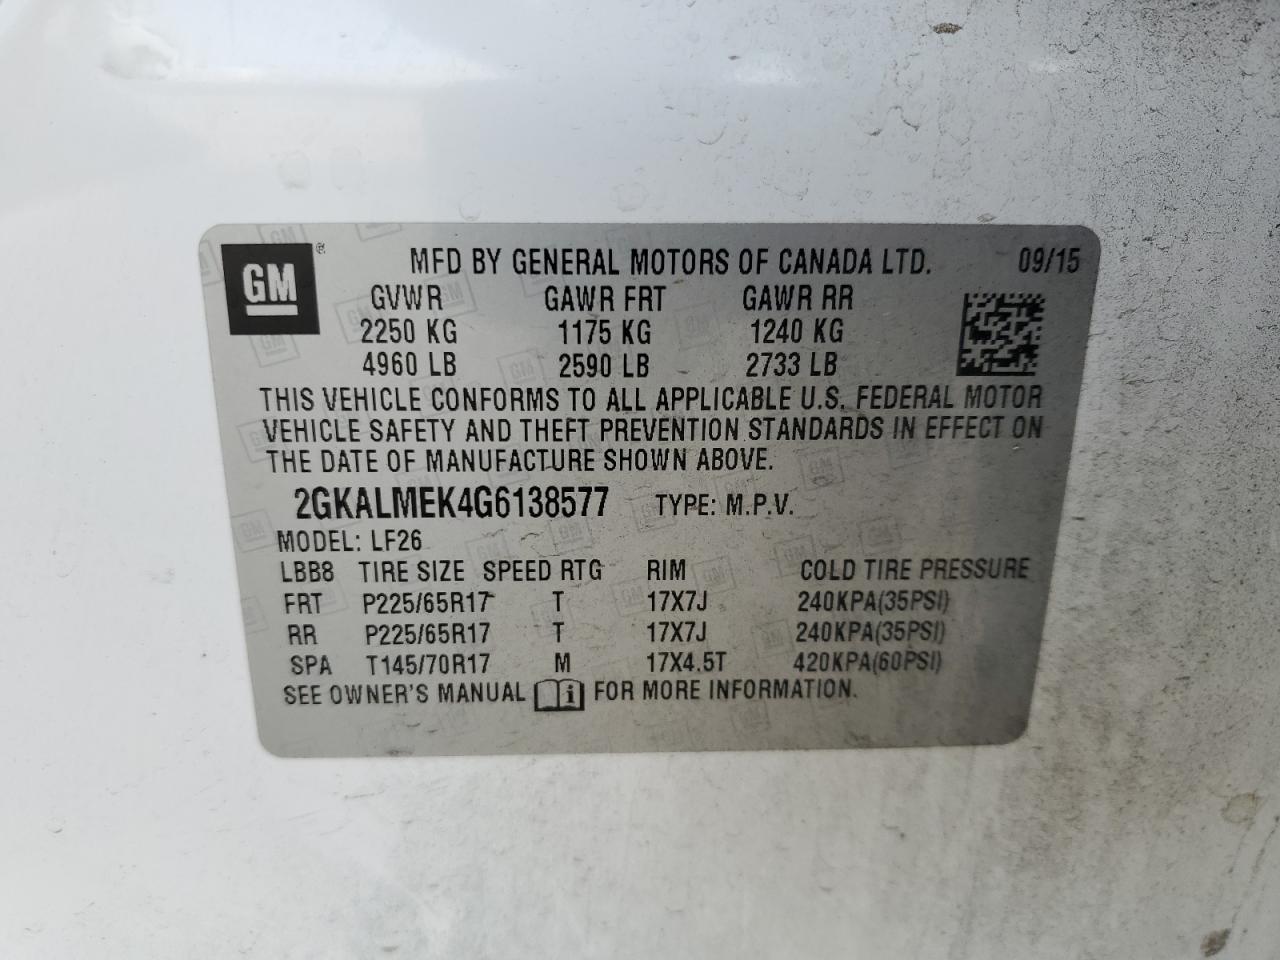 GM ®
MFD BY GENERAL MOTORS OF CANADA LTD. 09/15
GVWR GAWR FRT GAWR RR
2250 KG 1175 KG 1240 KG
4960 LB 2590 LB 2733 LB
THIS VEHICLE CONFORMS TO ALL APPLICABLE U.S. FEDERAL MOTOR
VEHICLE SAFETY AND THEFT PREVENTION STANDARDS IN EFFECT ON
THE DATE OF MANUFACTURE SHOWN ABOVE.
2GKALMEK4G6138577 TYPE: M.P.V.
MODEL: LF26
LBB8 TIRE SIZE SPEED RTG RIM COLD TIRE PRESSURE
FRT P225/65R17 T 17X7J 240KPA(35PSI)
RR P225/65R17 T 17X7J 240KPA(35PSI)
SPA T145/70R17 M 17X4.5T 420KPA(60PSI)
SEE OWNER'S MANUAL i FOR MORE INFORMATION.